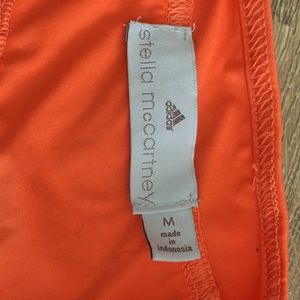 stella mccartney
adidas
M
made in
indonesia